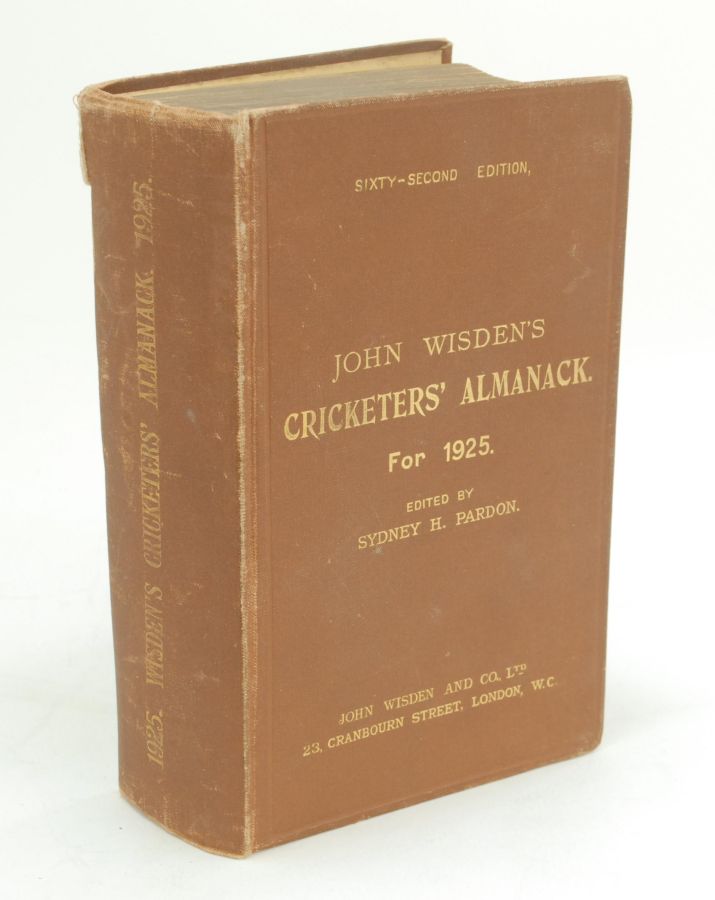 1925. WISDEN'S CRICKETERS' ALMANACK. 1925.
SIXTY-SECOND EDITION,
JOHN WISDEN'S
CRICKETERS' ALMANACK.
For 1925.
EDITED BY
SYDNEY H. PARDON.
JOHN WISDEN AND CO., LTD
23, CRANBOURN STREET, LONDON, W.C.